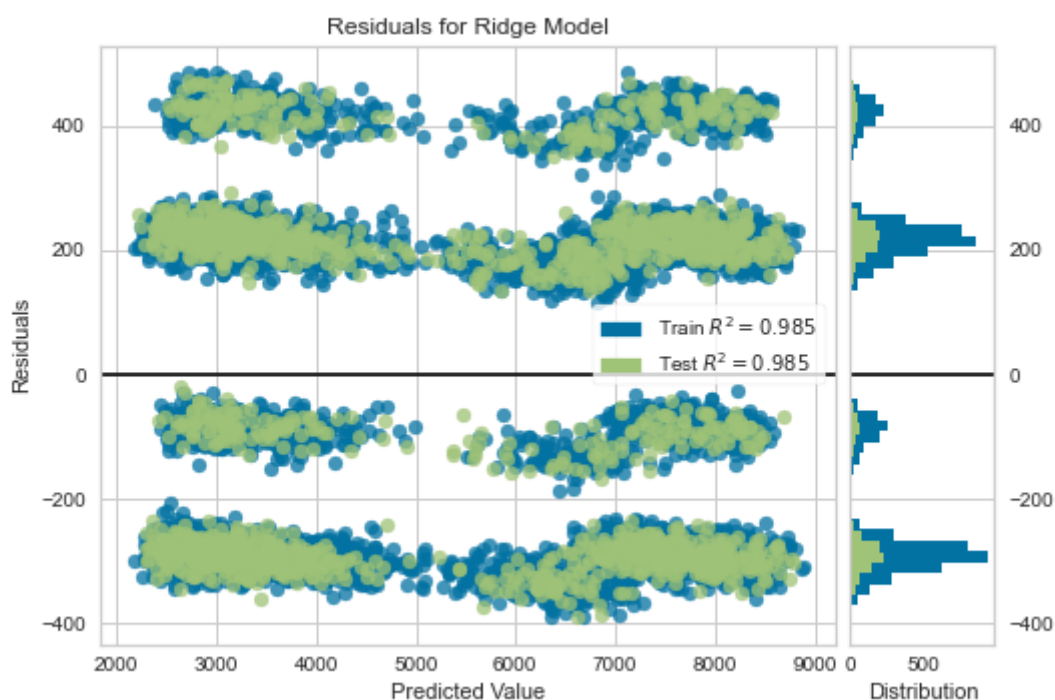 Residuals for Ridge Model
400
200
0
−200
−400
Residuals
Train R² = 0.985
Test R² = 0.985
2000 3000 4000 5000 6000 7000 8000 9000
Predicted Value
400
200
0
−200
−400
0 500
Distribution